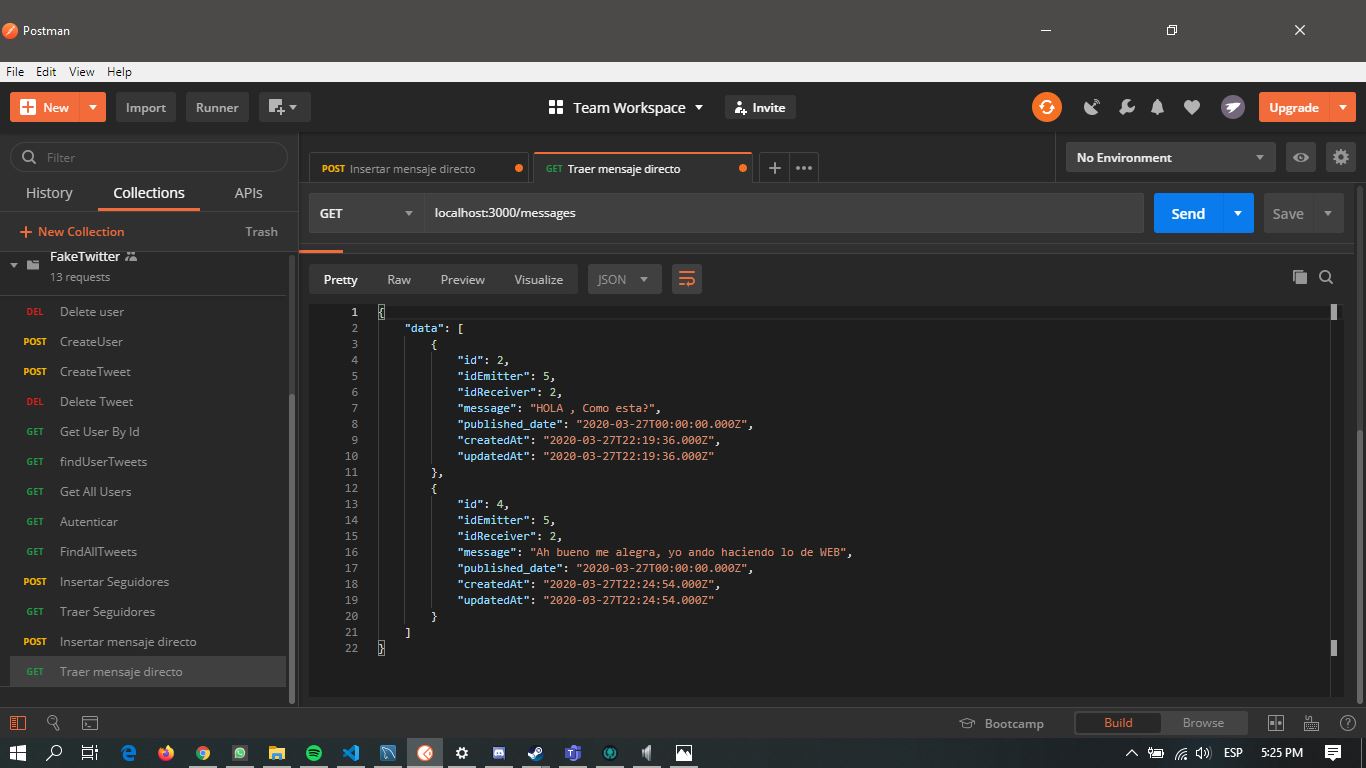 Postman
File Edit View Help
New Import Runner Team Workspace Invite Upgrade
Filter
History Collections APIs
New Collection Trash
FakeTwitter
13 requests
DEL Delete user
POST CreateUser
POST CreateTweet
DEL Delete Tweet
GET Get User By Id
GET findUserTweets
GET Get All Users
GET Autenticar
GET FindAllTweets
POST Insertar Seguidores
GET Traer Seguidores
POST Insertar mensaje directo
GET Traer mensaje directo
POST Insertar mensaje directo GET Traer mensaje directo No Environment
GET localhost:3000/messages Send Save
Pretty Raw Preview Visualize JSON
1 {
2 "data": [
3 {
4 "id": 2,
5 "idEmitter": 5,
6 "idReceiver": 2,
7 "message": "HOLA , Como esta?",
8 "published_date": "2020-03-27T00:00:00.000Z",
9 "createdAt": "2020-03-27T22:19:36.000Z",
10 "updatedAt": "2020-03-27T22:19:36.000Z"
11 },
12 {
13 "id": 4,
14 "idEmitter": 5,
15 "idReceiver": 2,
16 "message": "Ah bueno me alegra, yo ando haciendo lo de WEB",
17 "published_date": "2020-03-27T00:00:00.000Z",
18 "createdAt": "2020-03-27T22:24:54.000Z",
19 "updatedAt": "2020-03-27T22:24:54.000Z"
20 }
21 ]
22 }
Bootcamp Build Browse
ESP 5:25 PM